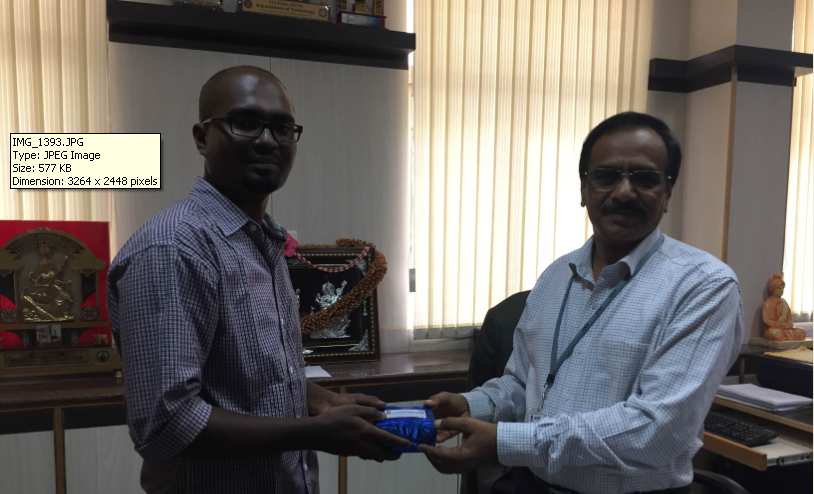 IMG_1393.JPG
Type: JPEG Image
Size: 577 KB
Dimension: 3264 x 2448 pixels